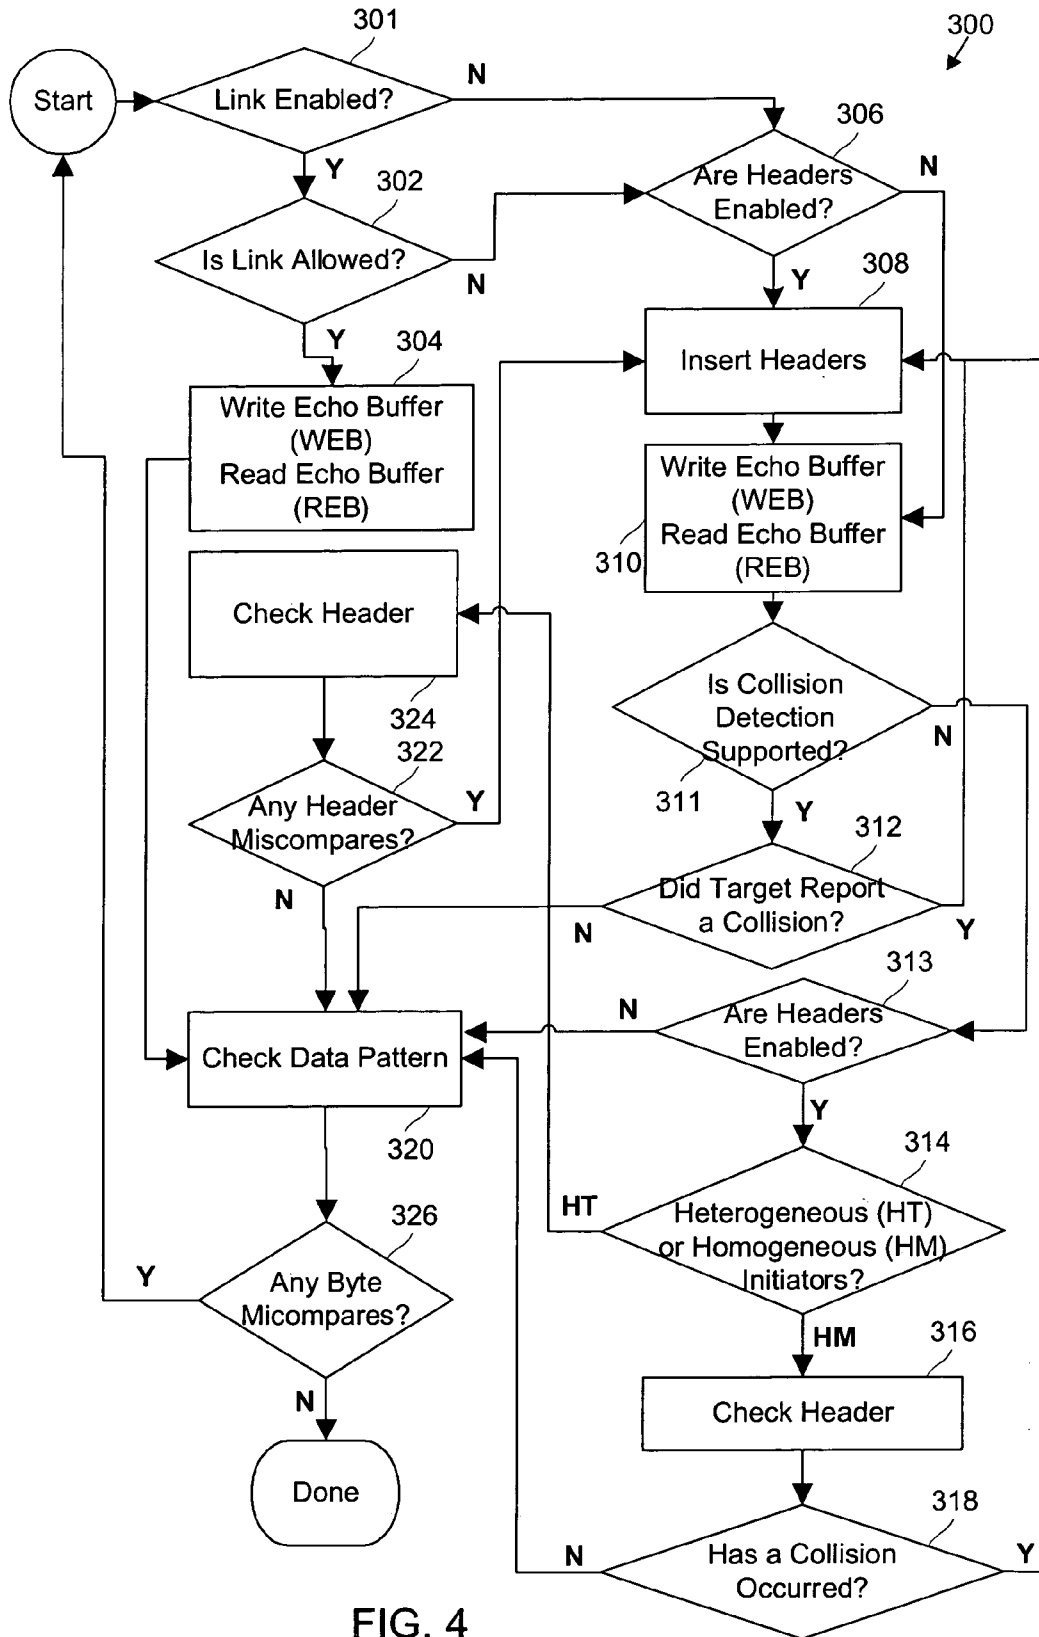 301
300
Start
Link Enabled?
N
Y
302
306
Are Headers
Enabled?
N
Is Link Allowed?
N
Y
Y
308
304
Insert Headers
Write Echo Buffer
(WEB)
Read Echo Buffer
(REB)
Write Echo Buffer
(WEB)
Read Echo Buffer
(REB)
310
Check Header
324
Is Collision
Detection
Supported?
N
311
Y
322
Any Header
Miscompares?
Y
N
312
Did Target Report
a Collision?
N
Y
313
Are Headers
Enabled?
N
Y
Check Data Pattern
320
314
Heterogeneous (HT)
or Homogeneous (HM)
Initiators?
HT
HM
326
Any Byte
Micompares?
Y
N
316
Check Header
Done
318
Has a Collision
Occurred?
N
Y
FIG. 4